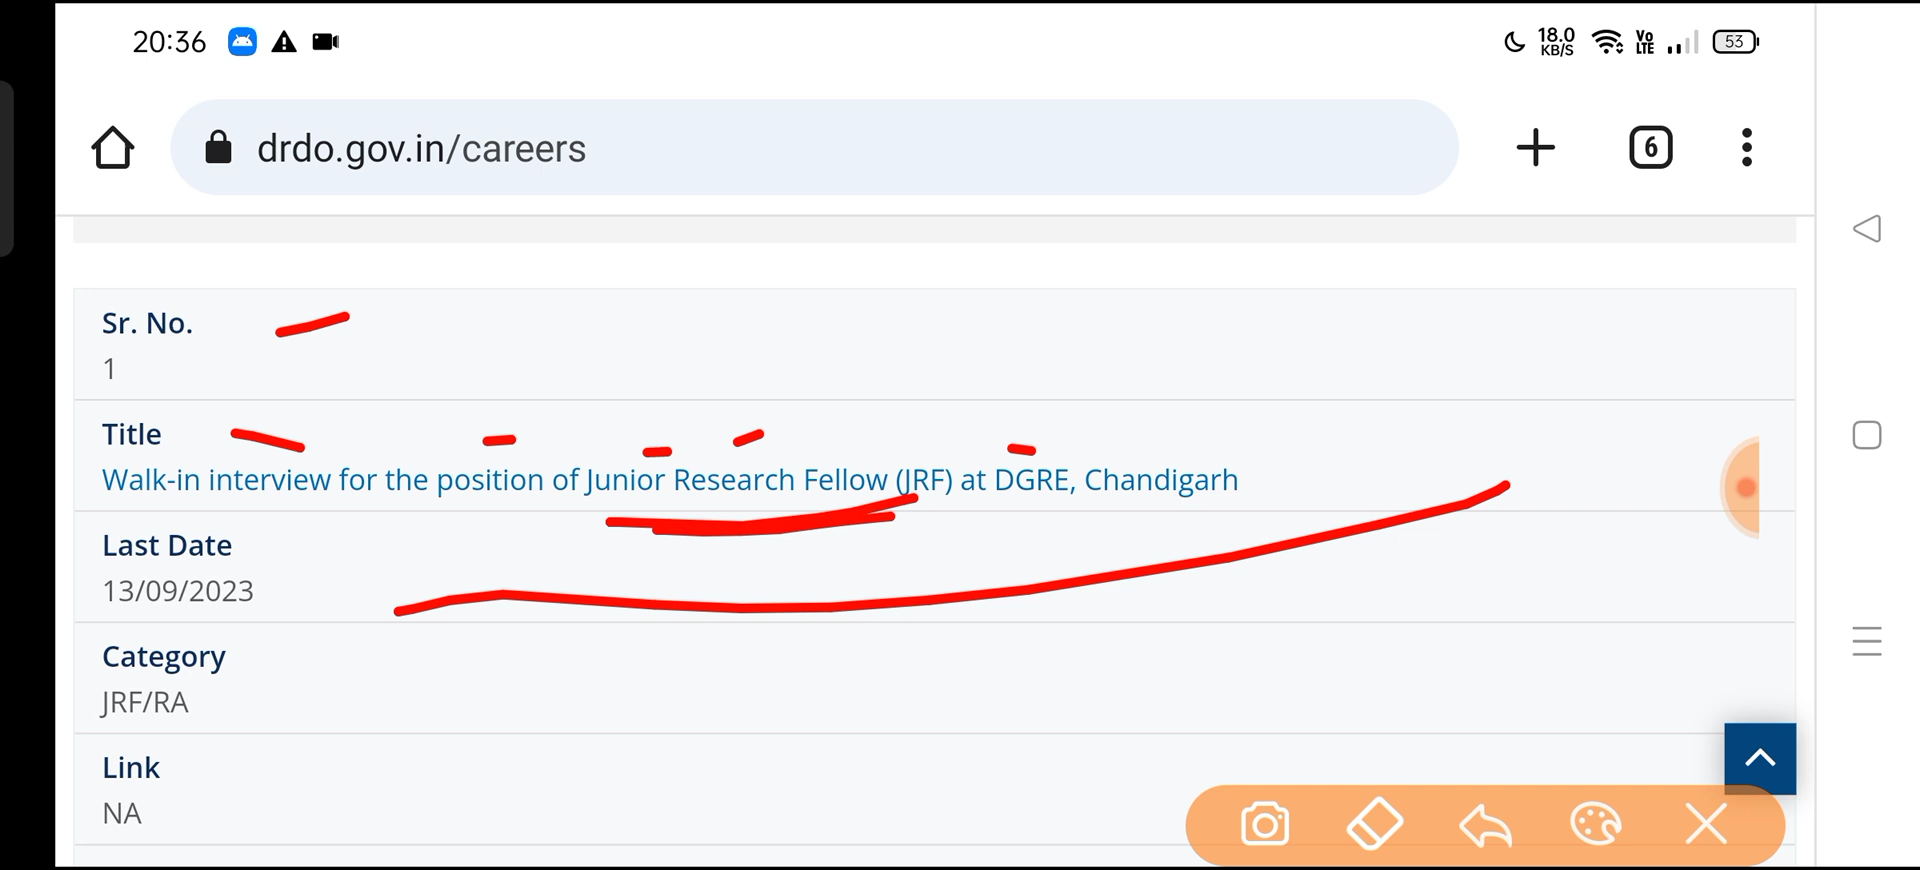 20:36 18.0 KB/S Vo LTE 53
drdo.gov.in/careers 6
Sr. No.
1
Title
Walk-in interview for the position of Junior Research Fellow (JRF) at DGRE, Chandigarh
Last Date
13/09/2023
Category
JRF/RA
Link
NA